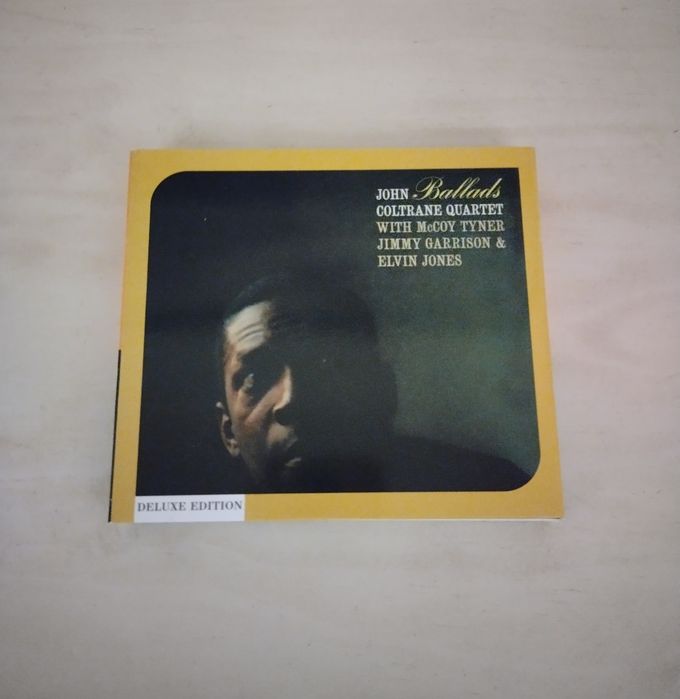 JOHN Ballads
COLTRANE QUARTET
WITH McCOY TYNER
JIMMY GARRISON &
ELVIN JONES
DELUXE EDITION